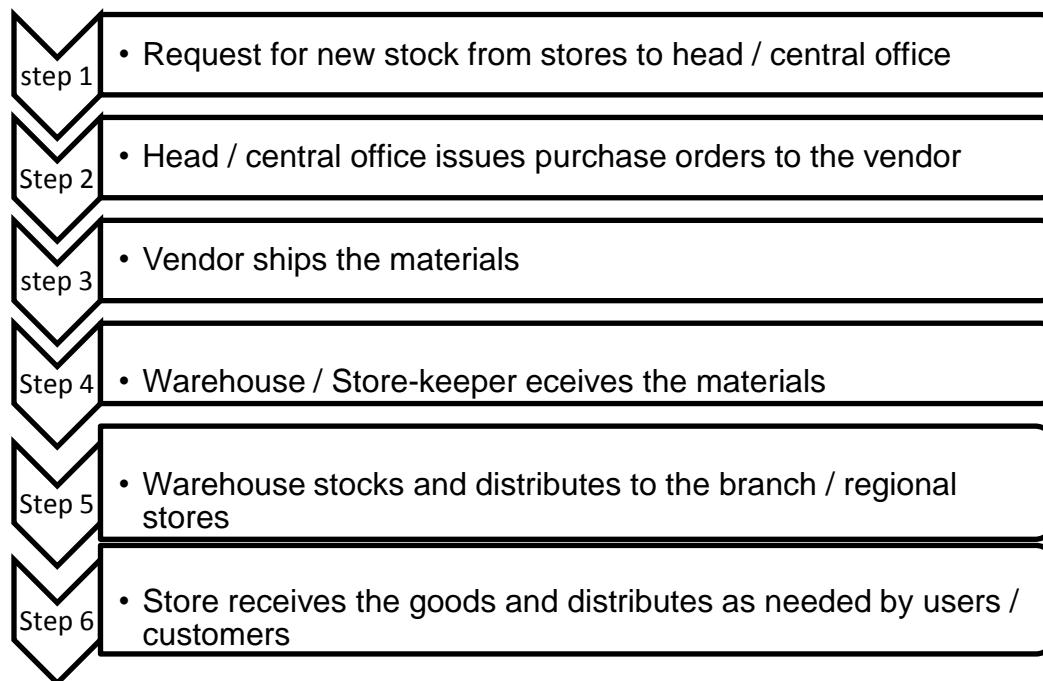 step 1
• Request for new stock from stores to head / central office
Step 2
• Head / central office issues purchase orders to the vendor
step 3
• Vendor ships the materials
Step 4
• Warehouse / Store-keeper eceives the materials
Step 5
• Warehouse stocks and distributes to the branch / regional
stores
Step 6
• Store receives the goods and distributes as needed by users /
customers